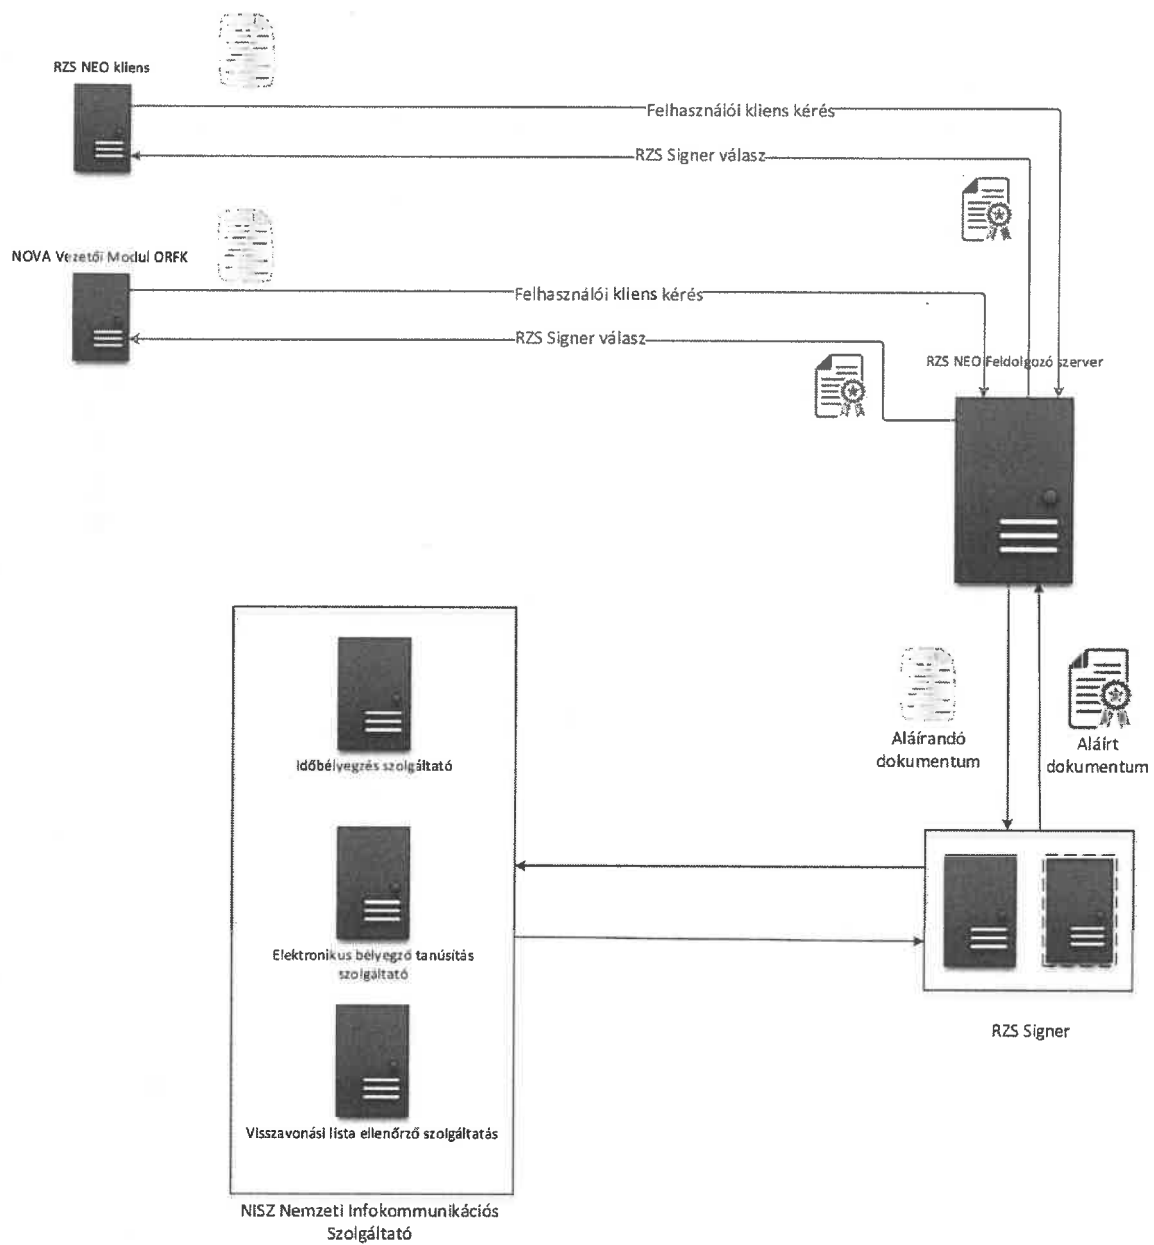 RZS NEO kliens
Felhasználói kliens kérés
RZS Signer válasz
NOVA Vezetői Modul ORFK
Felhasználói kliens kérés
RZS Signer válasz
RZS NEO Feldolgozó szerver
Aláírandó
dokumentum
Aláírt
dokumentum
Időbélyegzés szolgáltató
Elektronikus bélyegző tanúsítás
szolgáltató
RZS Signer
Visszavonási lista ellenőrző szolgáltatás
NISZ Nemzeti Infokommunikációs
Szolgáltató